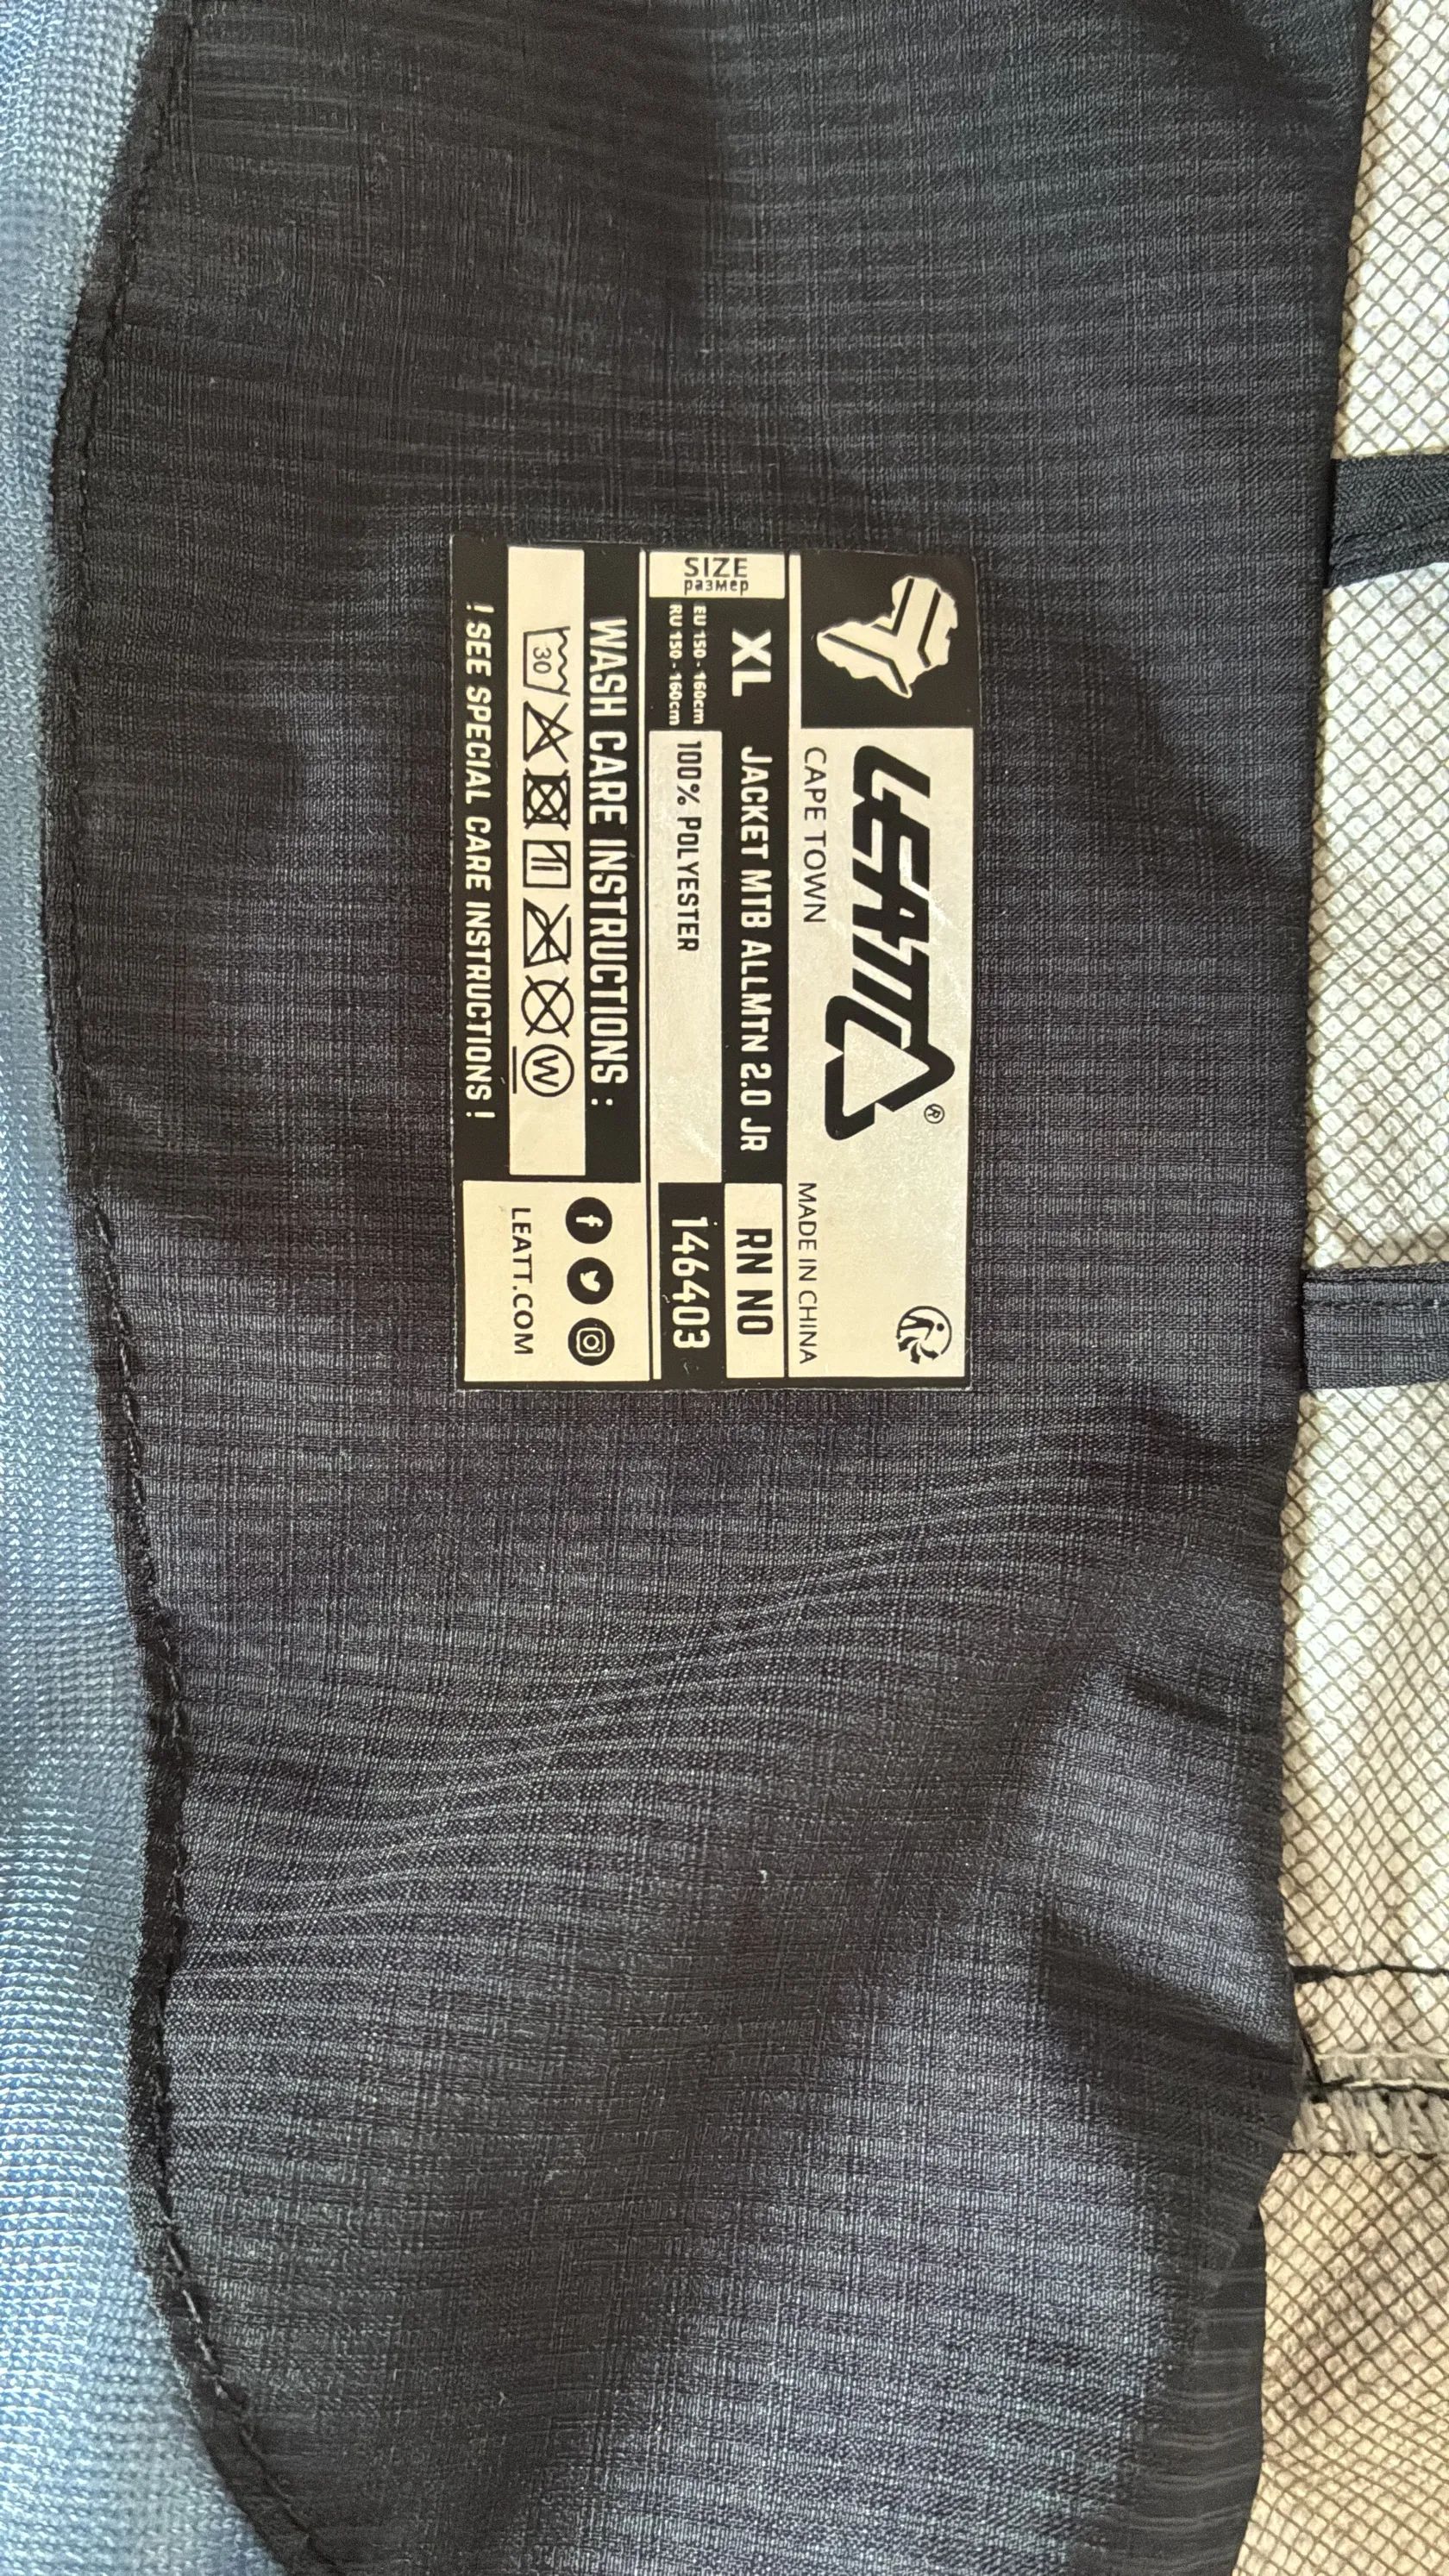 LEATT®
CAPE TOWN
MADE IN CHINA
SIZE
размер
XL
EU 150 - 160cm
RU 150 - 160cm
JACKET MTB ALLMTN 2.0 JR
100% POLYESTER
RN NO
146403
WASH CARE INSTRUCTIONS :
30
W
! SEE SPECIAL CARE INSTRUCTIONS !
LEATT.COM